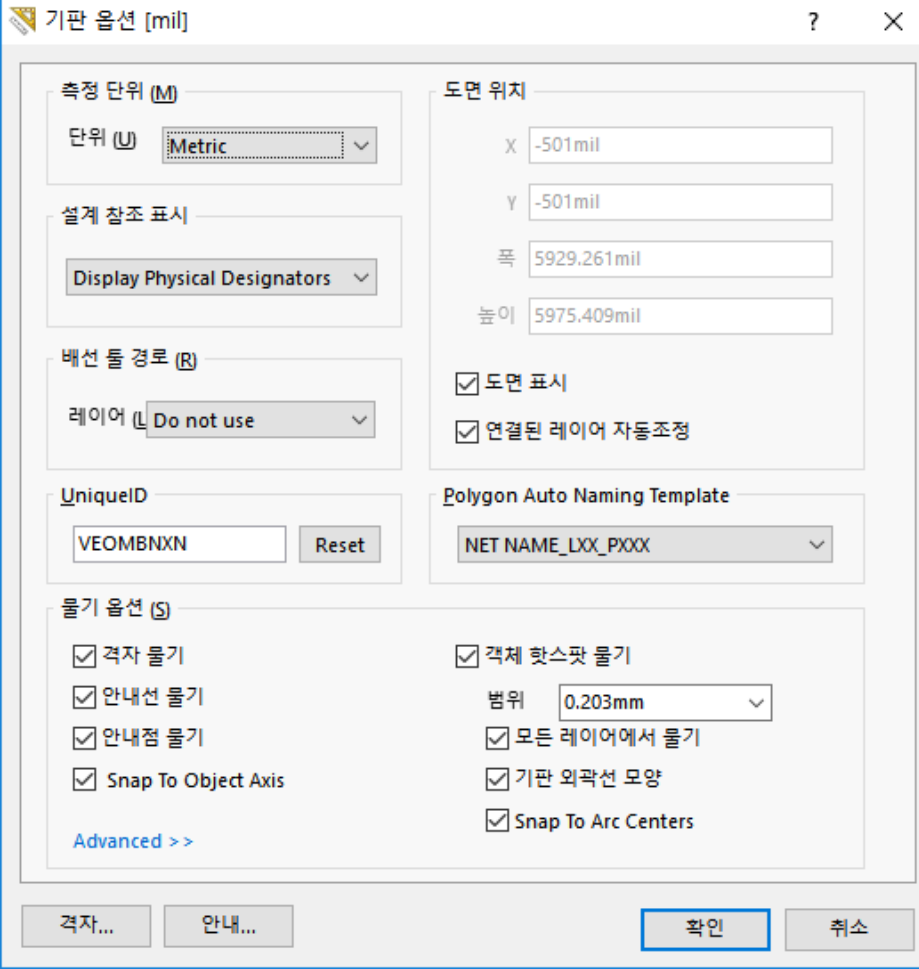 기판 옵션 [mil]
?
측정 단위 (M)
단위 (U)
Metric
설계 참조 표시
Display Physical Designators
배선 툴 경로 (R)
레이어 (L
Do not use
도면 위치
X
-501mil
Y
-501mil
폭
5929.261mil
높이
5975.409mil
도면 표시
연결된 레이어 자동조정
UniqueID
VEOMBNXN
Reset
Polygon Auto Naming Template
NET NAME_LXX_PXXX
물기 옵션 (S)
격자 물기
안내선 물기
안내점 물기
Snap To Object Axis
Advanced >>
객체 핫스팟 물기
범위
0.203mm
모든 레이어에서 물기
기판 외곽선 모양
Snap To Arc Centers
격자...
안내...
확인
취소